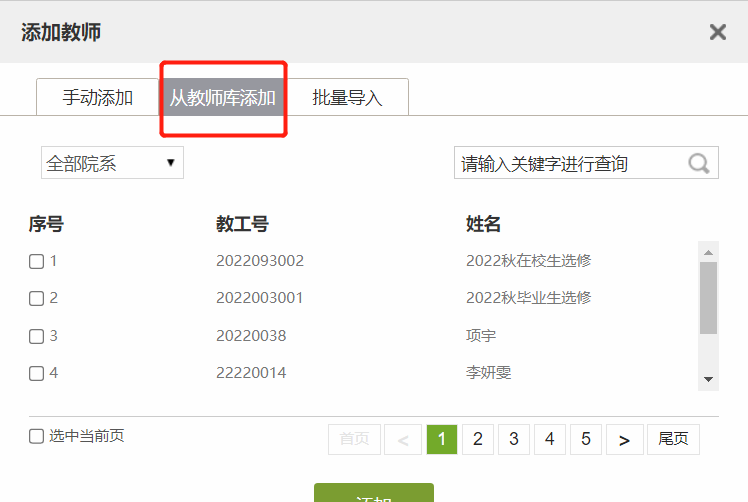 添加教师
手动添加 从教师库添加 批量导入
全部院系 请输入关键字进行查询
序号 教工号 姓名
1 2022093002 2022秋在校生选修
2 2022003001 2022秋毕业生选修
3 20220038 项宇
4 22220014 李妍雯
选中当前页 首页 < 1 2 3 4 5 > 尾页
添加